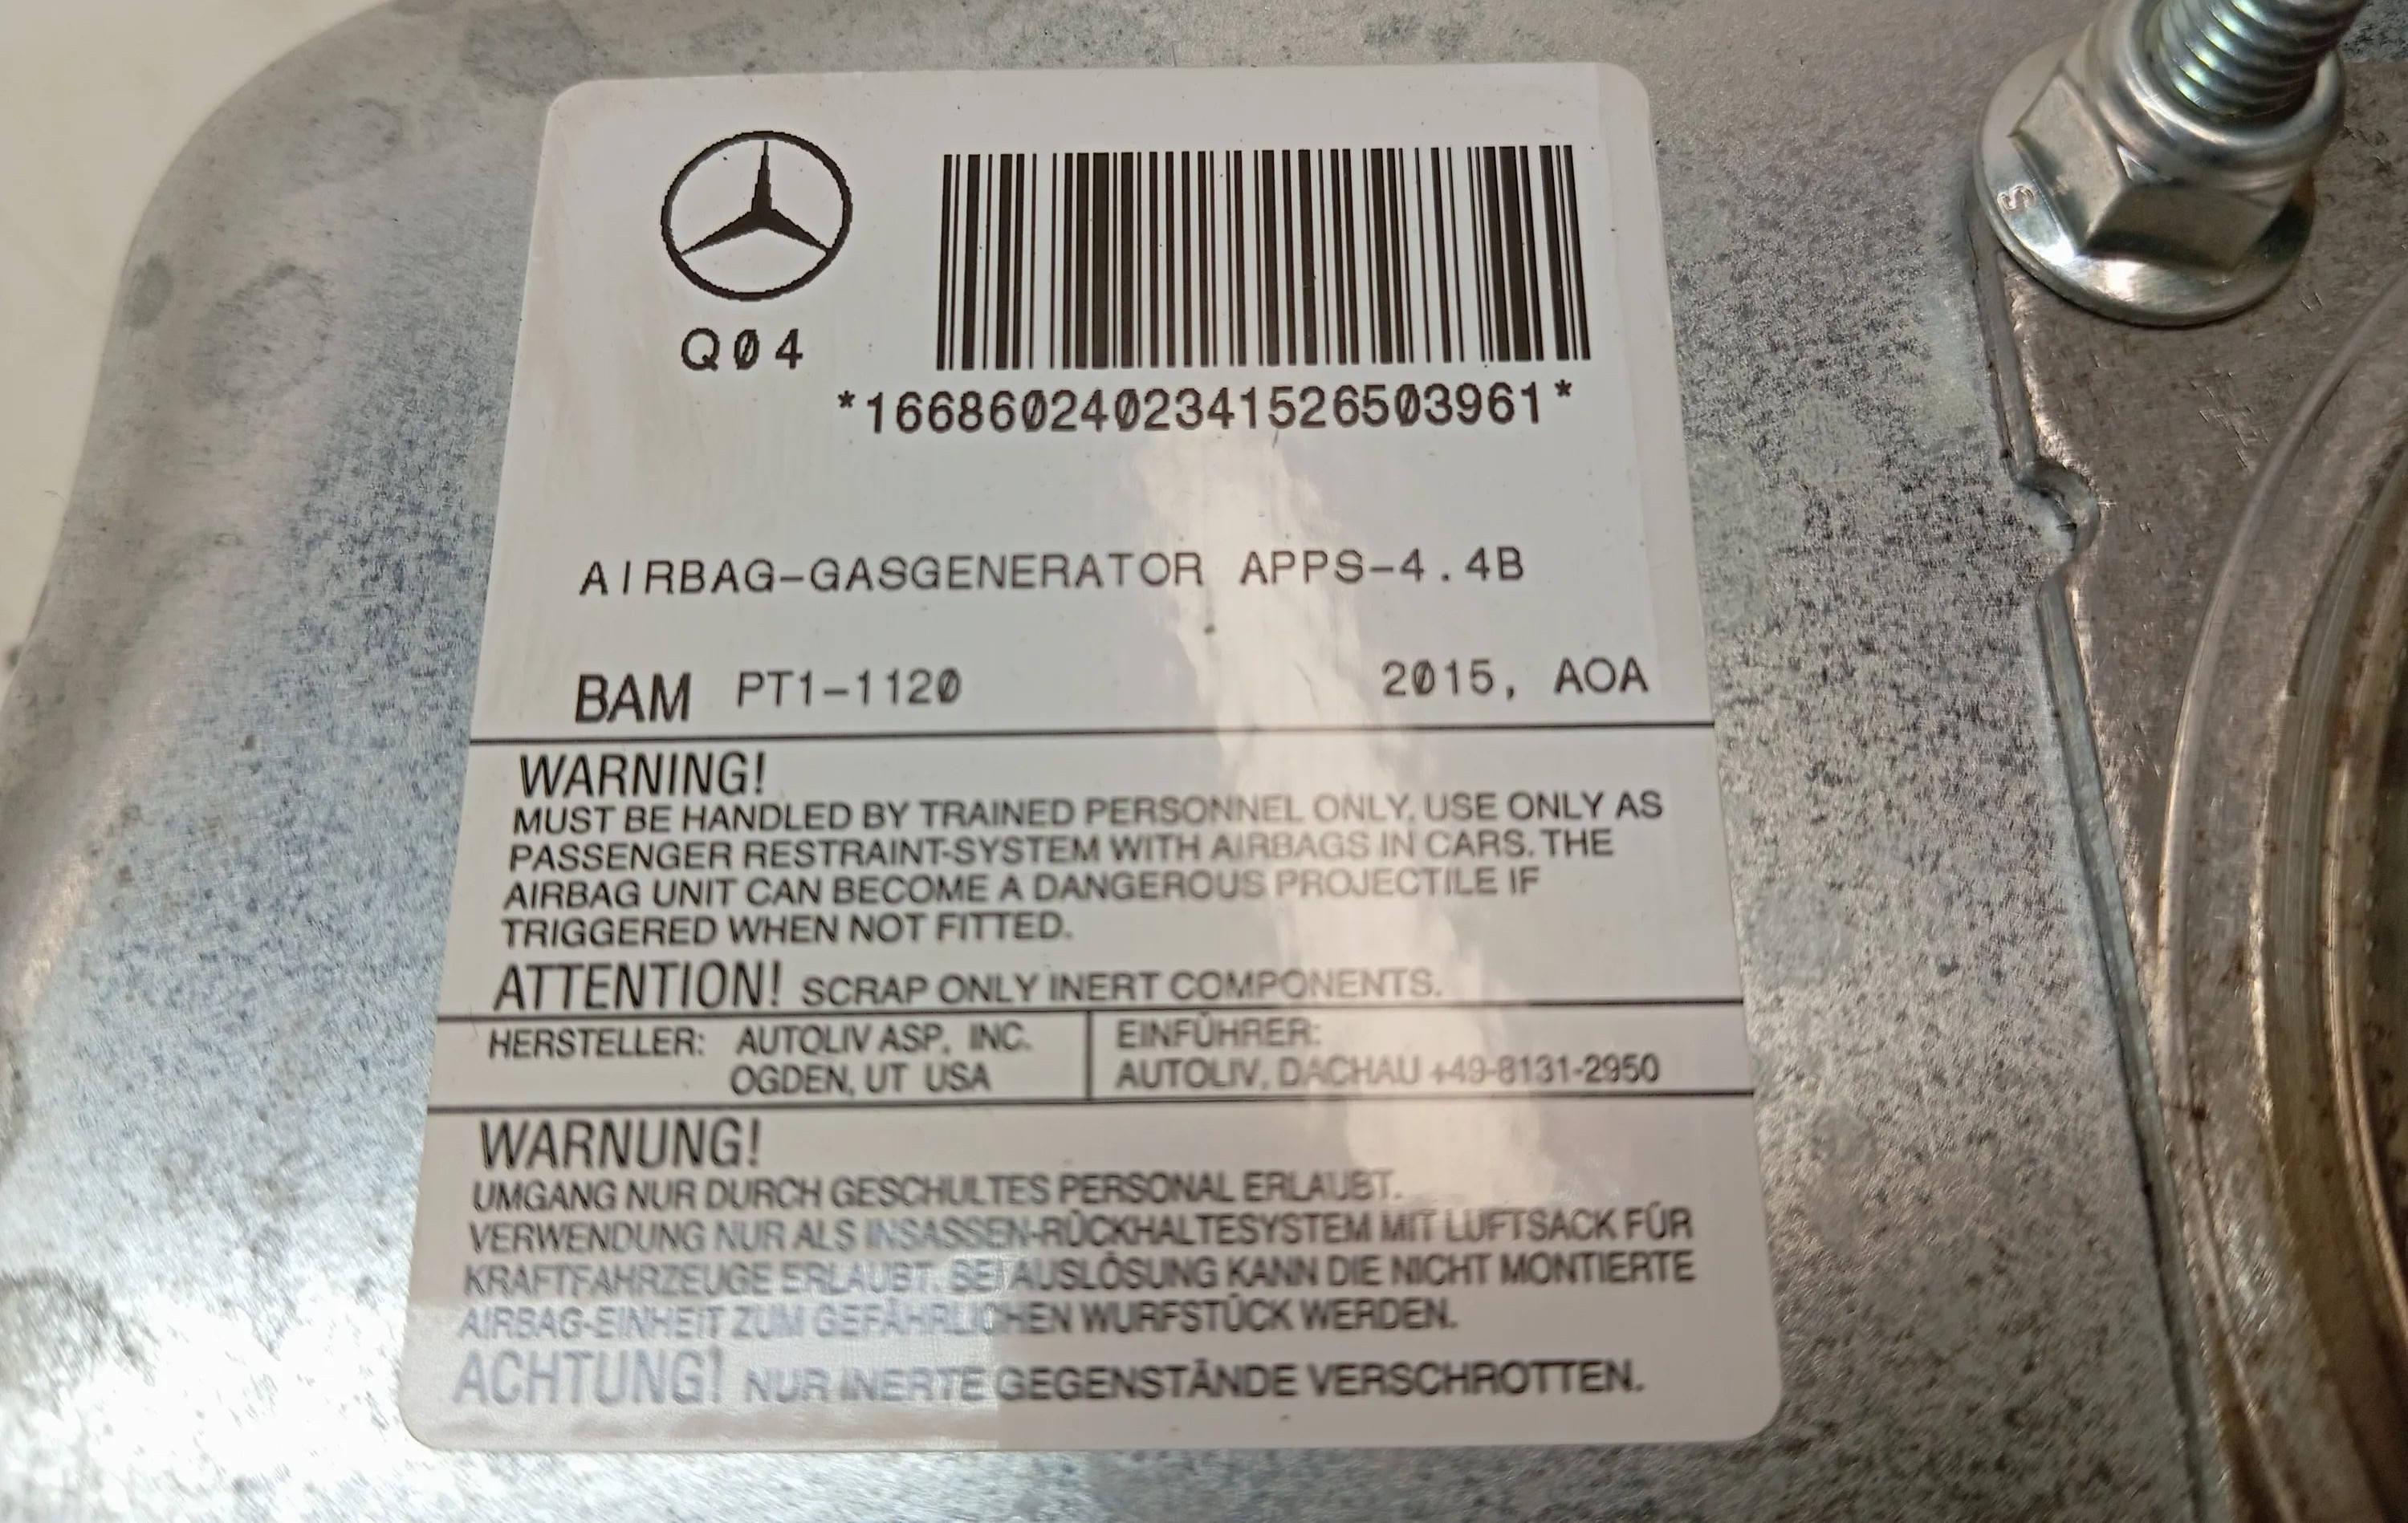 Q04
*1668602402341526503961*
AIRBAG-GASGENERATOR APPS-4.4B
BAM PT1-1120 2015, AOA
WARNING!
MUST BE HANDLED BY TRAINED PERSONNEL ONLY. USE ONLY AS
PASSENGER RESTRAINT-SYSTEM WITH AIRBAGS IN CARS. THE
AIRBAG UNIT CAN BECOME A DANGEROUS PROJECTILE IF
TRIGGERED WHEN NOT FITTED.
ATTENTION! SCRAP ONLY INERT COMPONENTS.
HERSTELLER: AUTOLIV ASP, INC.
OGDEN, UT USA
EINFÜHRER:
AUTOLIV, DACHAU +49-8131-2950
WARNUNG!
UMGANG NUR DURCH GESCHULTES PERSONAL ERLAUBT.
VERWENDUNG NUR ALS INSASSEN-RÜCKHALTESYSTEM MIT LUFTSACK FÜR
KRAFTFAHRZEUGE ERLAUBT. BEI AUSLÖSUNG KANN DIE NICHT MONTIERTE
AIRBAG-EINHEIT ZUM GEFÄHRLICHEN WURFSTÜCK WERDEN.
ACHTUNG! NUR INERTE GEGENSTÄNDE VERSCHROTTEN.
S